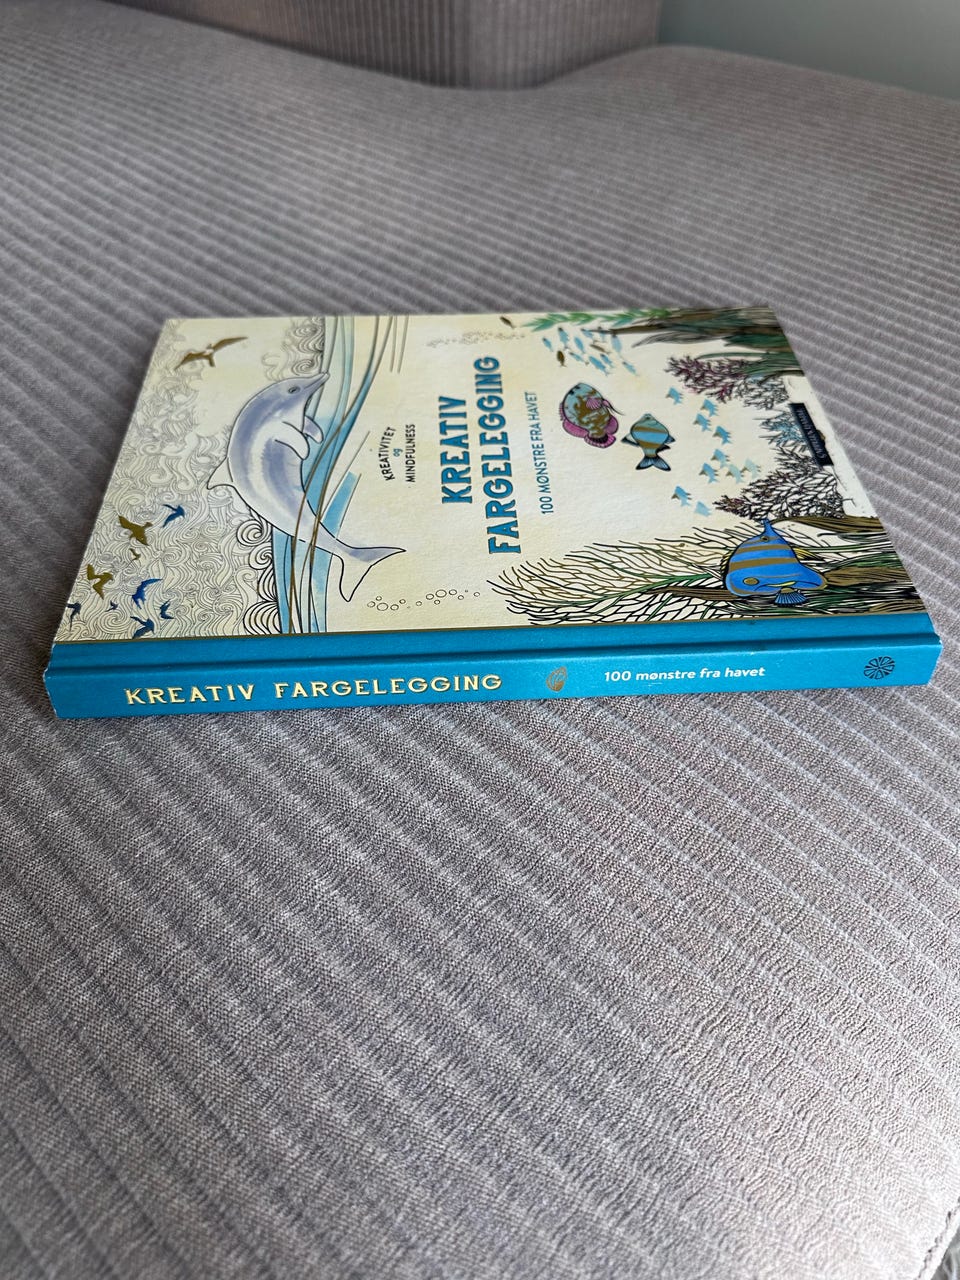 KREATIVITET
og
MINDFULNESS
KREATIV
FARGELEGGING
100 MØNSTRE FRA HAVET
KREATIV FARGELEGGING
100 mønstre fra havet